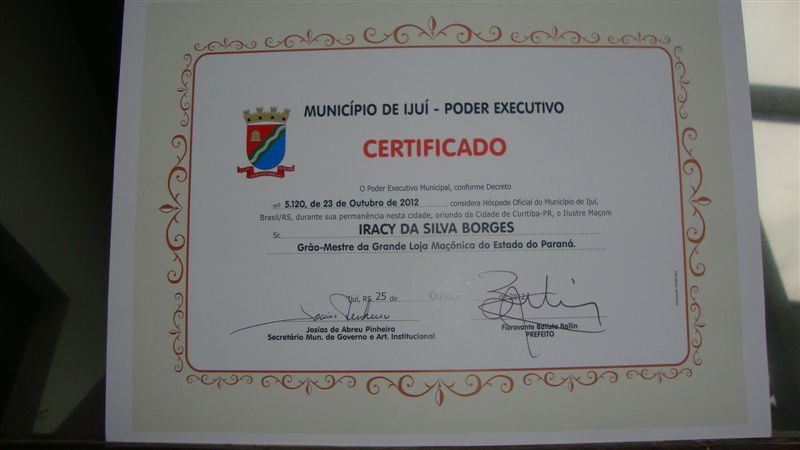 MUNICÍPIO DE IJUÍ - PODER EXECUTIVO
CERTIFICADO
O Poder Executivo Municipal, conforme Decreto
nº 5.120, de 23 de Outubro de 2012 considera Hóspede Oficial do Município de Ijuí,
Brasil/RS, durante sua permanência nesta cidade, oriundo da Cidade de Curitiba-PR, o Ilustre Maçom
Sr. IRACY DA SILVA BORGES
Grão-Mestre da Grande Loja Maçônica do Estado do Paraná.
Ijuí, RS, 25 de
Josias de Abreu Pinheiro
Secretário Mun. de Governo e Art. Institucional
Fioravante Batista Ballin
PREFEITO